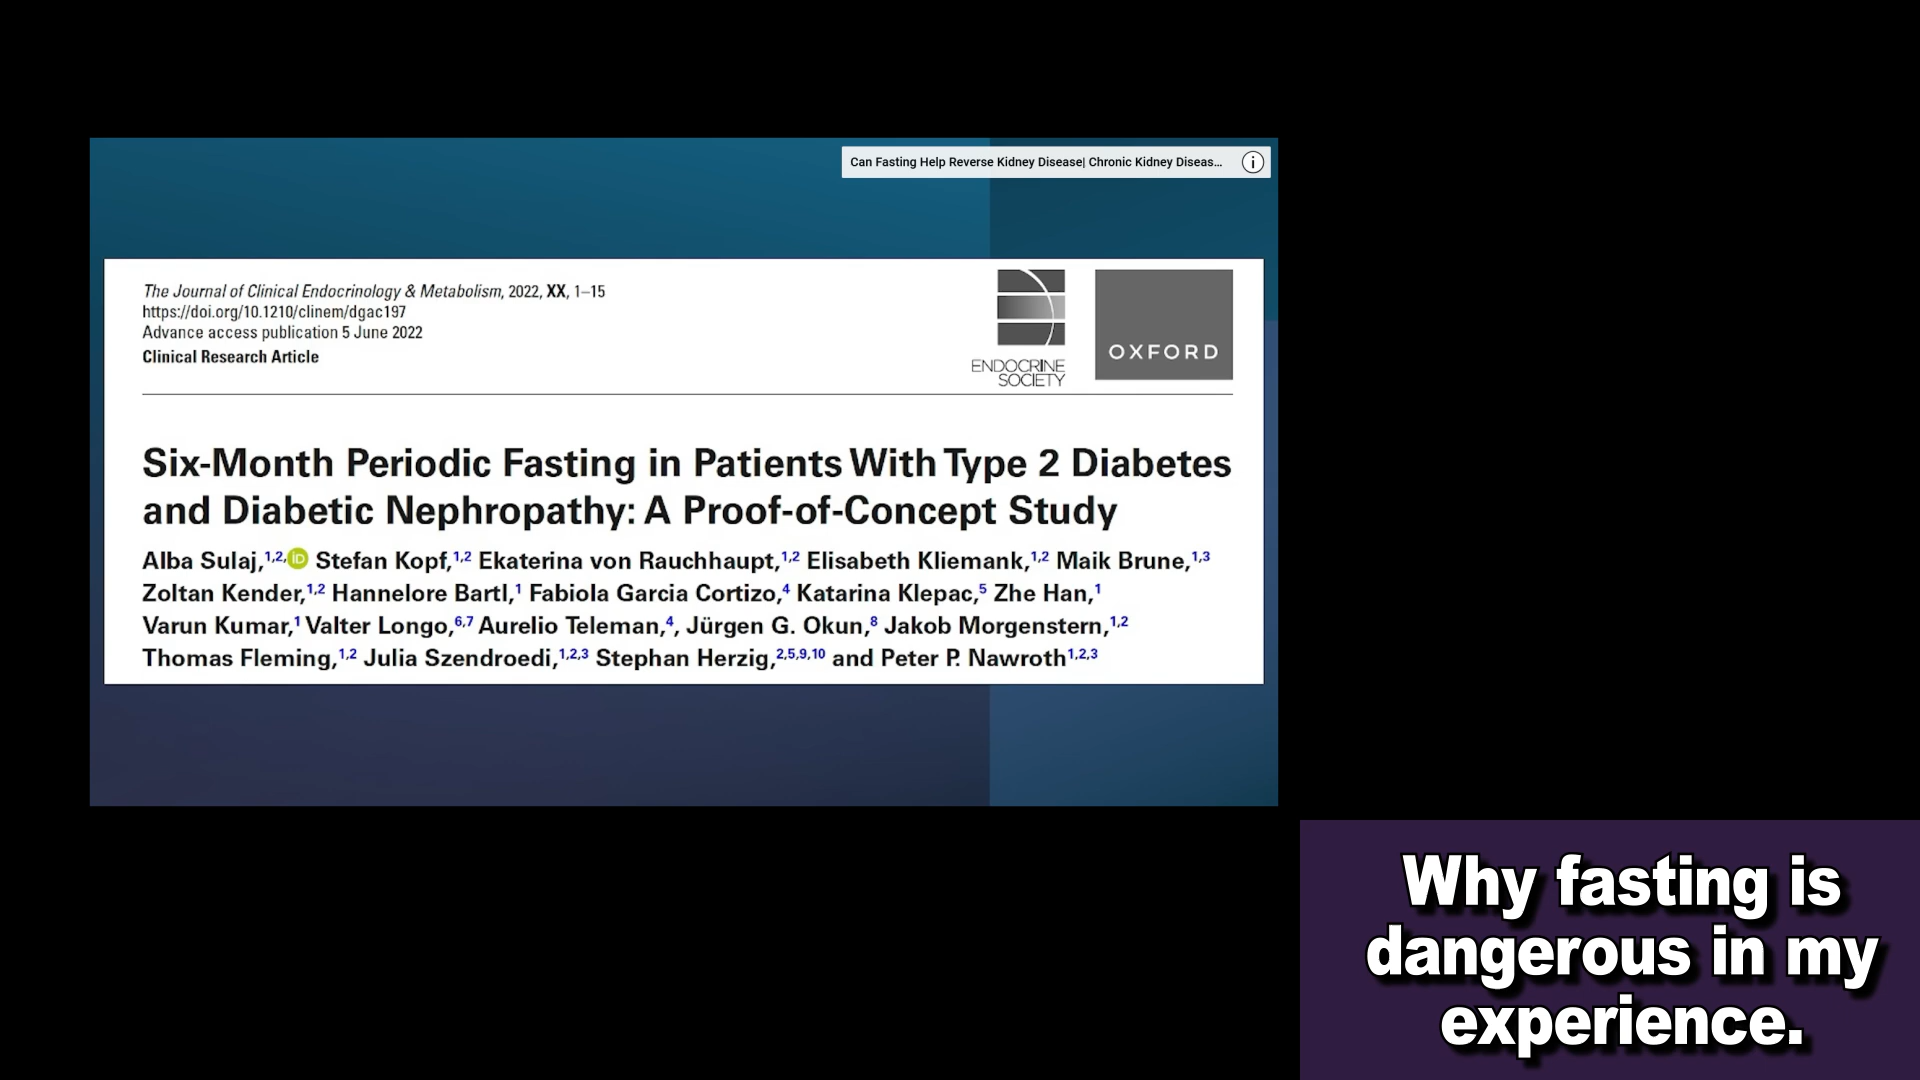 Can Fasting Help Reverse Kidney Disease| Chronic Kidney Diseas...
The Journal of Clinical Endocrinology & Metabolism, 2022, XX, 1–15
https://doi.org/10.1210/clinem/dgac197
Advance access publication 5 June 2022
Clinical Research Article
ENDOCRINE
SOCIETY
OXFORD
Six-Month Periodic Fasting in Patients With Type 2 Diabetes
and Diabetic Nephropathy: A Proof-of-Concept Study
Alba Sulaj,1,2, iD Stefan Kopf,1,2 Ekaterina von Rauchhaupt,1,2 Elisabeth Kliemank,1,2 Maik Brune,1,3
Zoltan Kender,1,2 Hannelore Bartl,1 Fabiola Garcia Cortizo,4 Katarina Klepac,5 Zhe Han,1
Varun Kumar,1 Valter Longo,6,7 Aurelio Teleman,4, Jürgen G. Okun,8 Jakob Morgenstern,1,2
Thomas Fleming,1,2 Julia Szendroedi,1,2,3 Stephan Herzig,2,5,9,10 and Peter P. Nawroth1,2,3
Why fasting is
dangerous in my
experience.